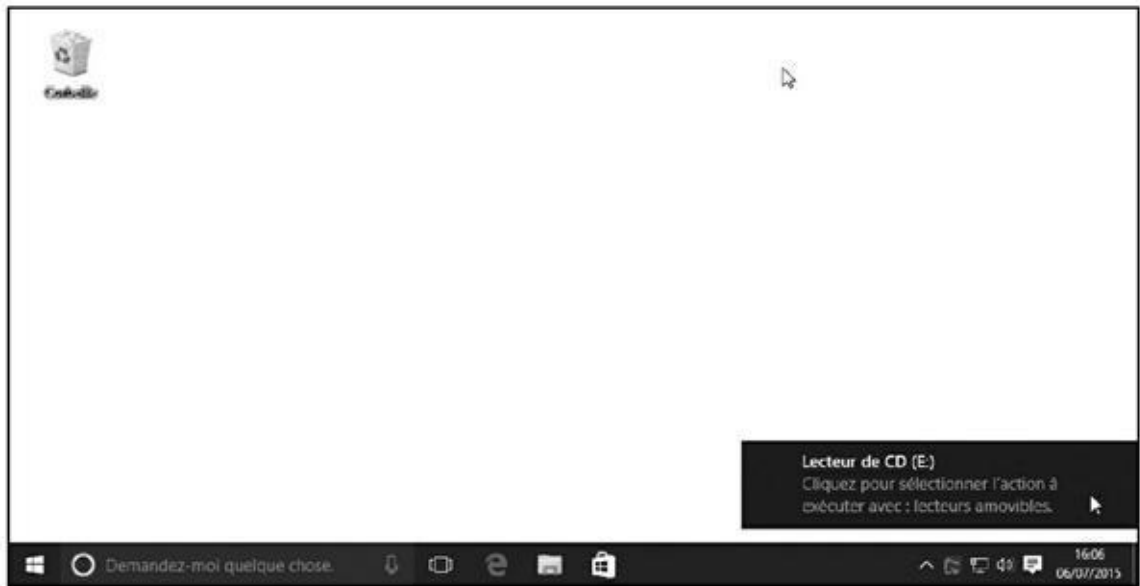 Corbeille
Lecteur de CD (E:)
Cliquez pour sélectionner l'action à
exécuter avec : lecteurs amovibles.
Demandez-moi quelque chose.
16:06
06/07/2015